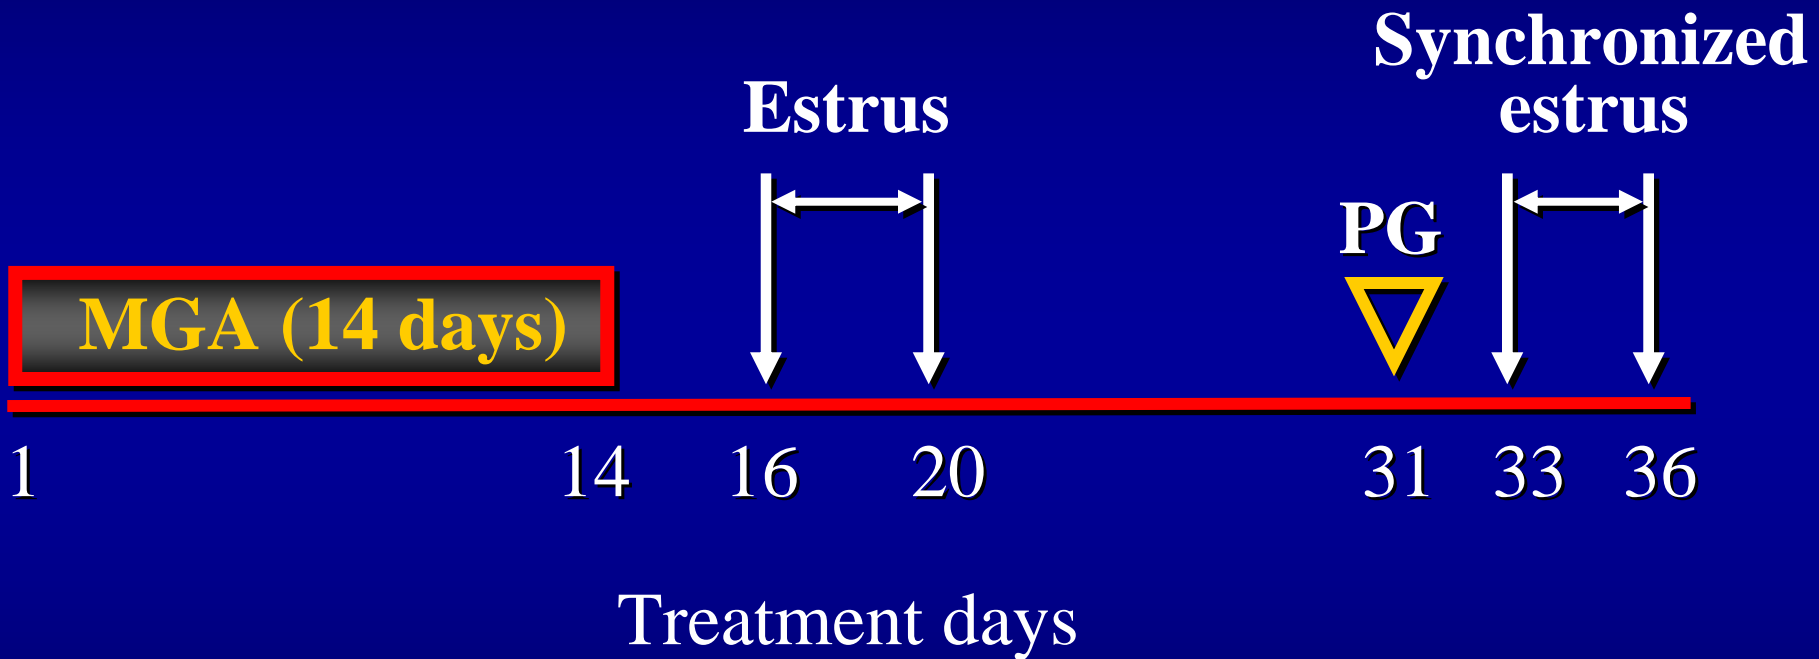 Synchronized
estrus
Estrus
PG
MGA (14 days)
1 14 16 20 31 33 36
Treatment days